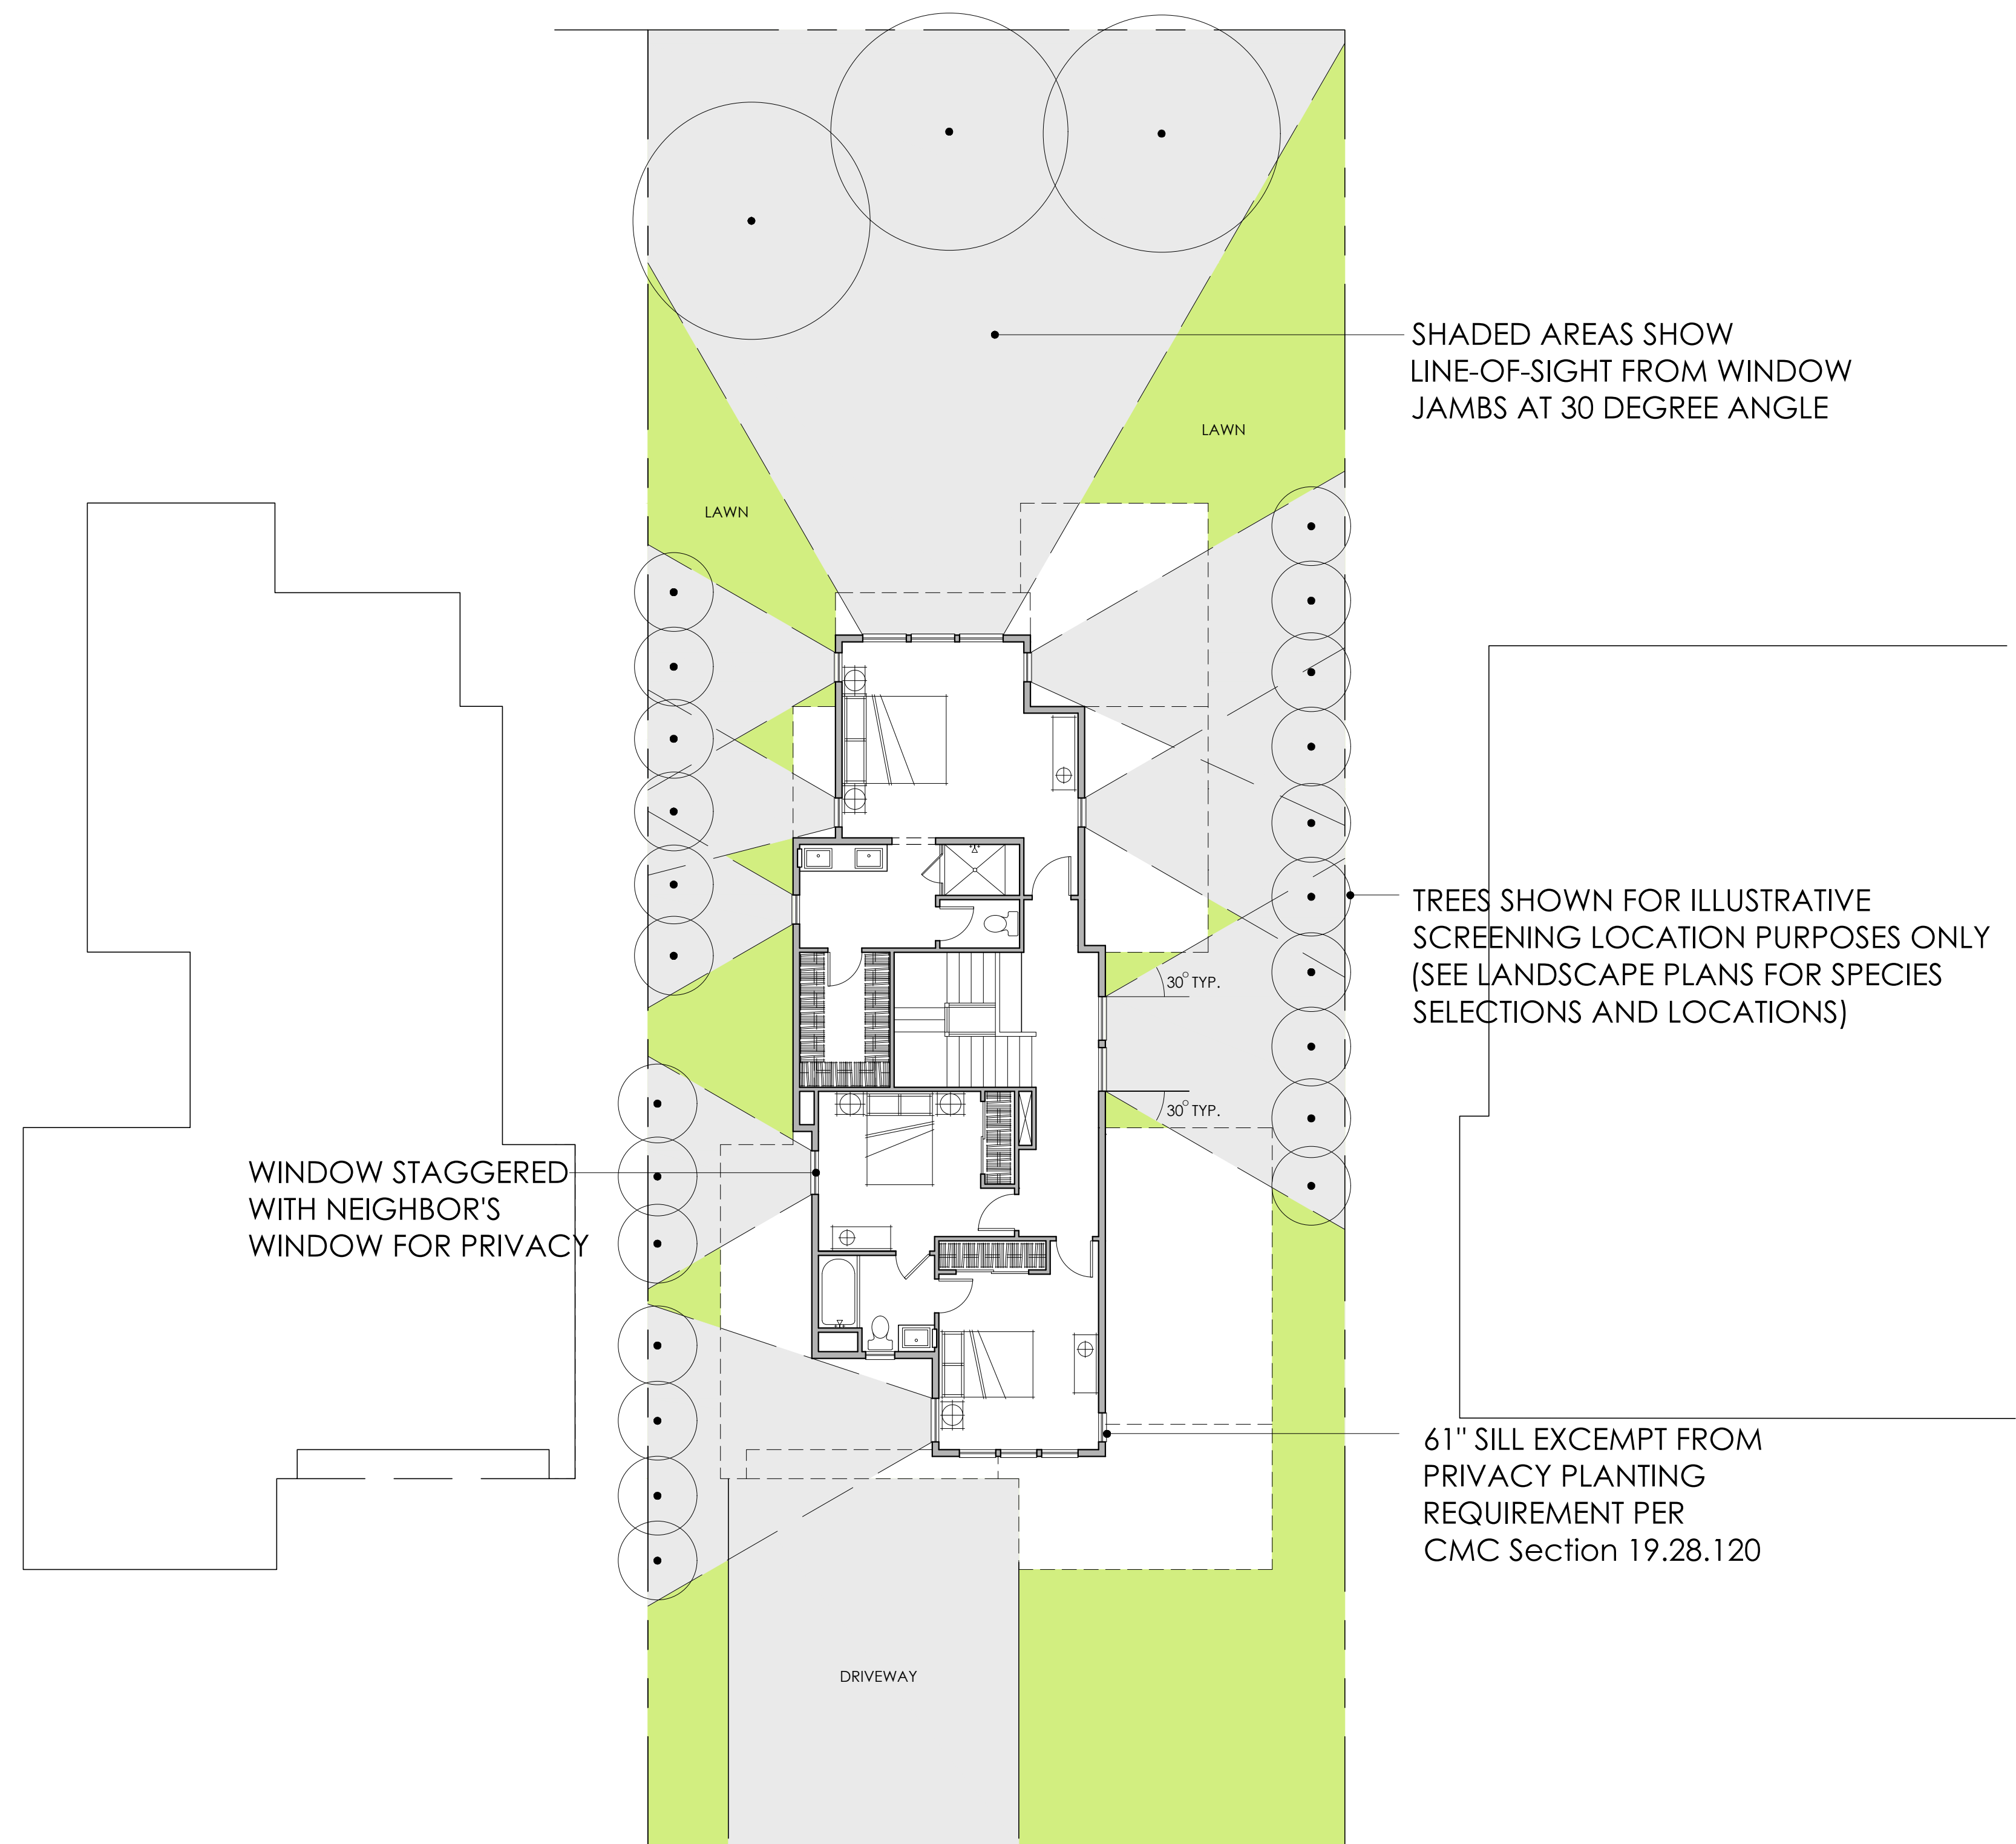 SHADED AREAS SHOW
LINE-OF-SIGHT FROM WINDOW
JAMBS AT 30 DEGREE ANGLE
LAWN
LAWN
TREES SHOWN FOR ILLUSTRATIVE
SCREENING LOCATION PURPOSES ONLY
(SEE LANDSCAPE PLANS FOR SPECIES
SELECTIONS AND LOCATIONS)
30° TYP.
30° TYP.
WINDOW STAGGERED
WITH NEIGHBOR'S
WINDOW FOR PRIVACY
61" SILL EXCEMPT FROM
PRIVACY PLANTING
REQUIREMENT PER
CMC Section 19.28.120
DRIVEWAY